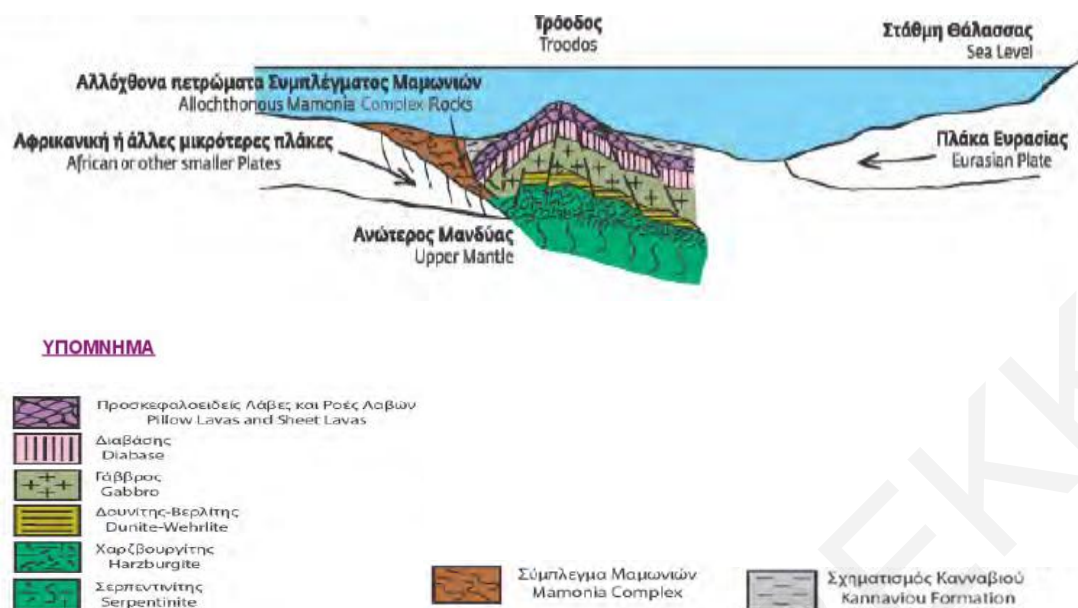 Τρόοδος
Troodos
Στάθμη Θάλασσας
Sea Level
Αλλόχθονα πετρώματα Συμπλέγματος Μαμωνιών
Allochthonous Mamonia Complex Rocks
Αφρικανική ή άλλες μικρότερες πλάκες
African or other smaller Plates
Πλάκα Ευρασίας
Eurasian Plate
Ανώτερος Μανδύας
Upper Mantle
ΥΠΟΜΝΗΜΑ
Προσκεφαλοειδείς Λάβες και Ροές Λαβών
Pillow Lavas and Sheet Lavas
Διαβάσης
Diabase
Γάββρος
Gabbro
Δουνίτης-Βερλίτης
Dunite-Wehrlite
Χαρζβουργίτης
Harzburgite
Σερπεντινίτης
Serpentinite
Σύμπλεγμα Μαμωνιών
Mamonia Complex
Σχηματισμός Κανναβιού
Kannaviou Formation